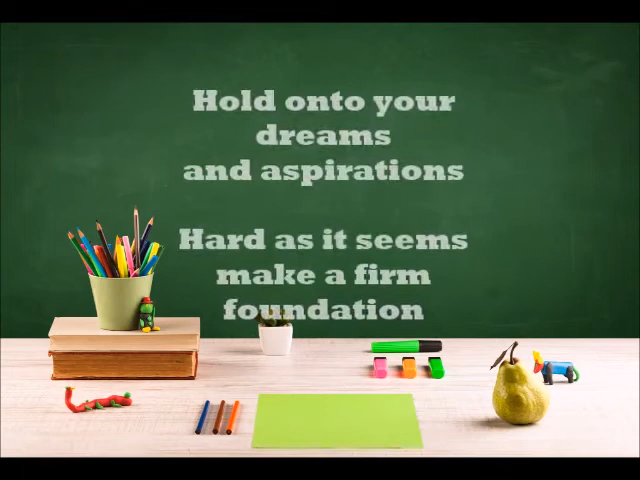 Hold onto your
dreams
and aspirations
Hard as it seems
make a firm
foundation